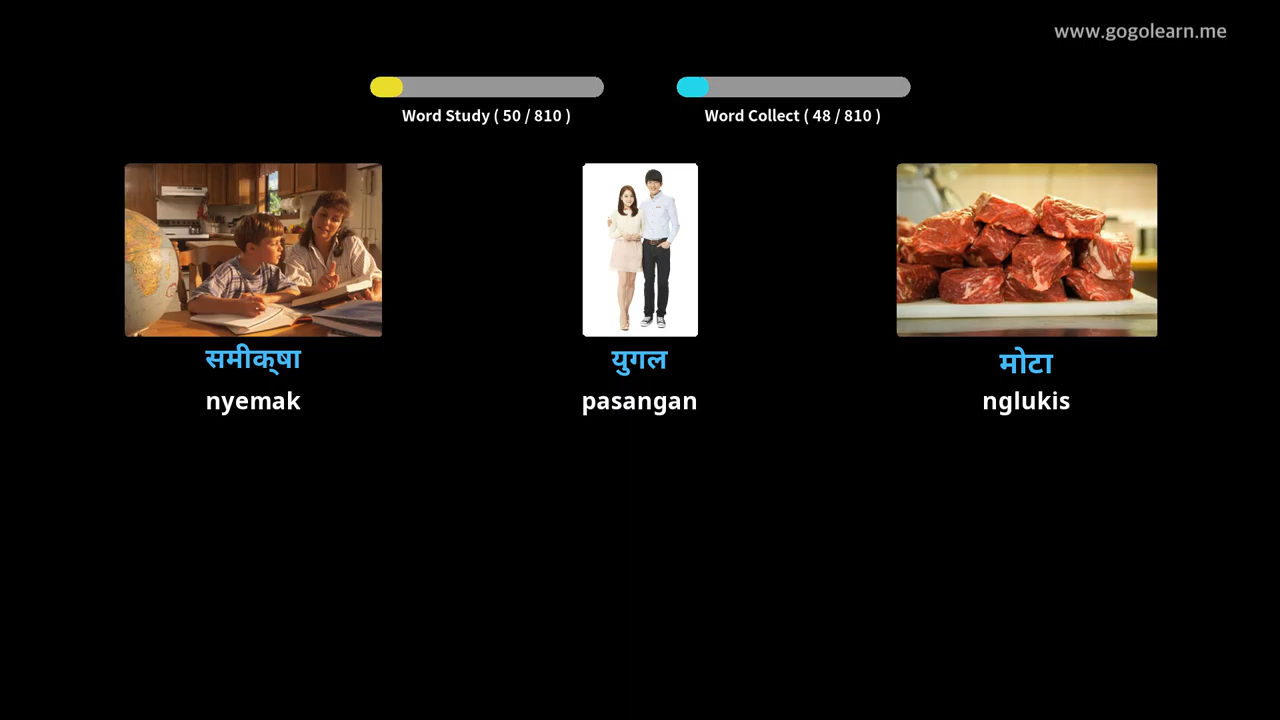 www.gogolearn.me
Word Study ( 50 / 810 )
Word Collect ( 48 / 810 )
समीक्षा
nyemak
युगल
pasangan
मोटा
nglukis